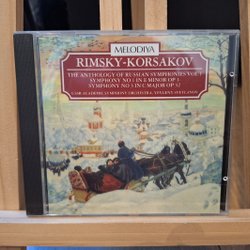 MELODIYA
RIMSKY-KORSAKOV
THE ANTHOLOGY OF RUSSIAN SYMPHONIES VOL
SYMPHONY NO 1 IN E MINOR OP 1
SYMPHONY NO 3 IN C MAJOR OP 32
USSR ACADEMIC SYMPHONY ORCHESTRA, YEVGENY SVETLANOV